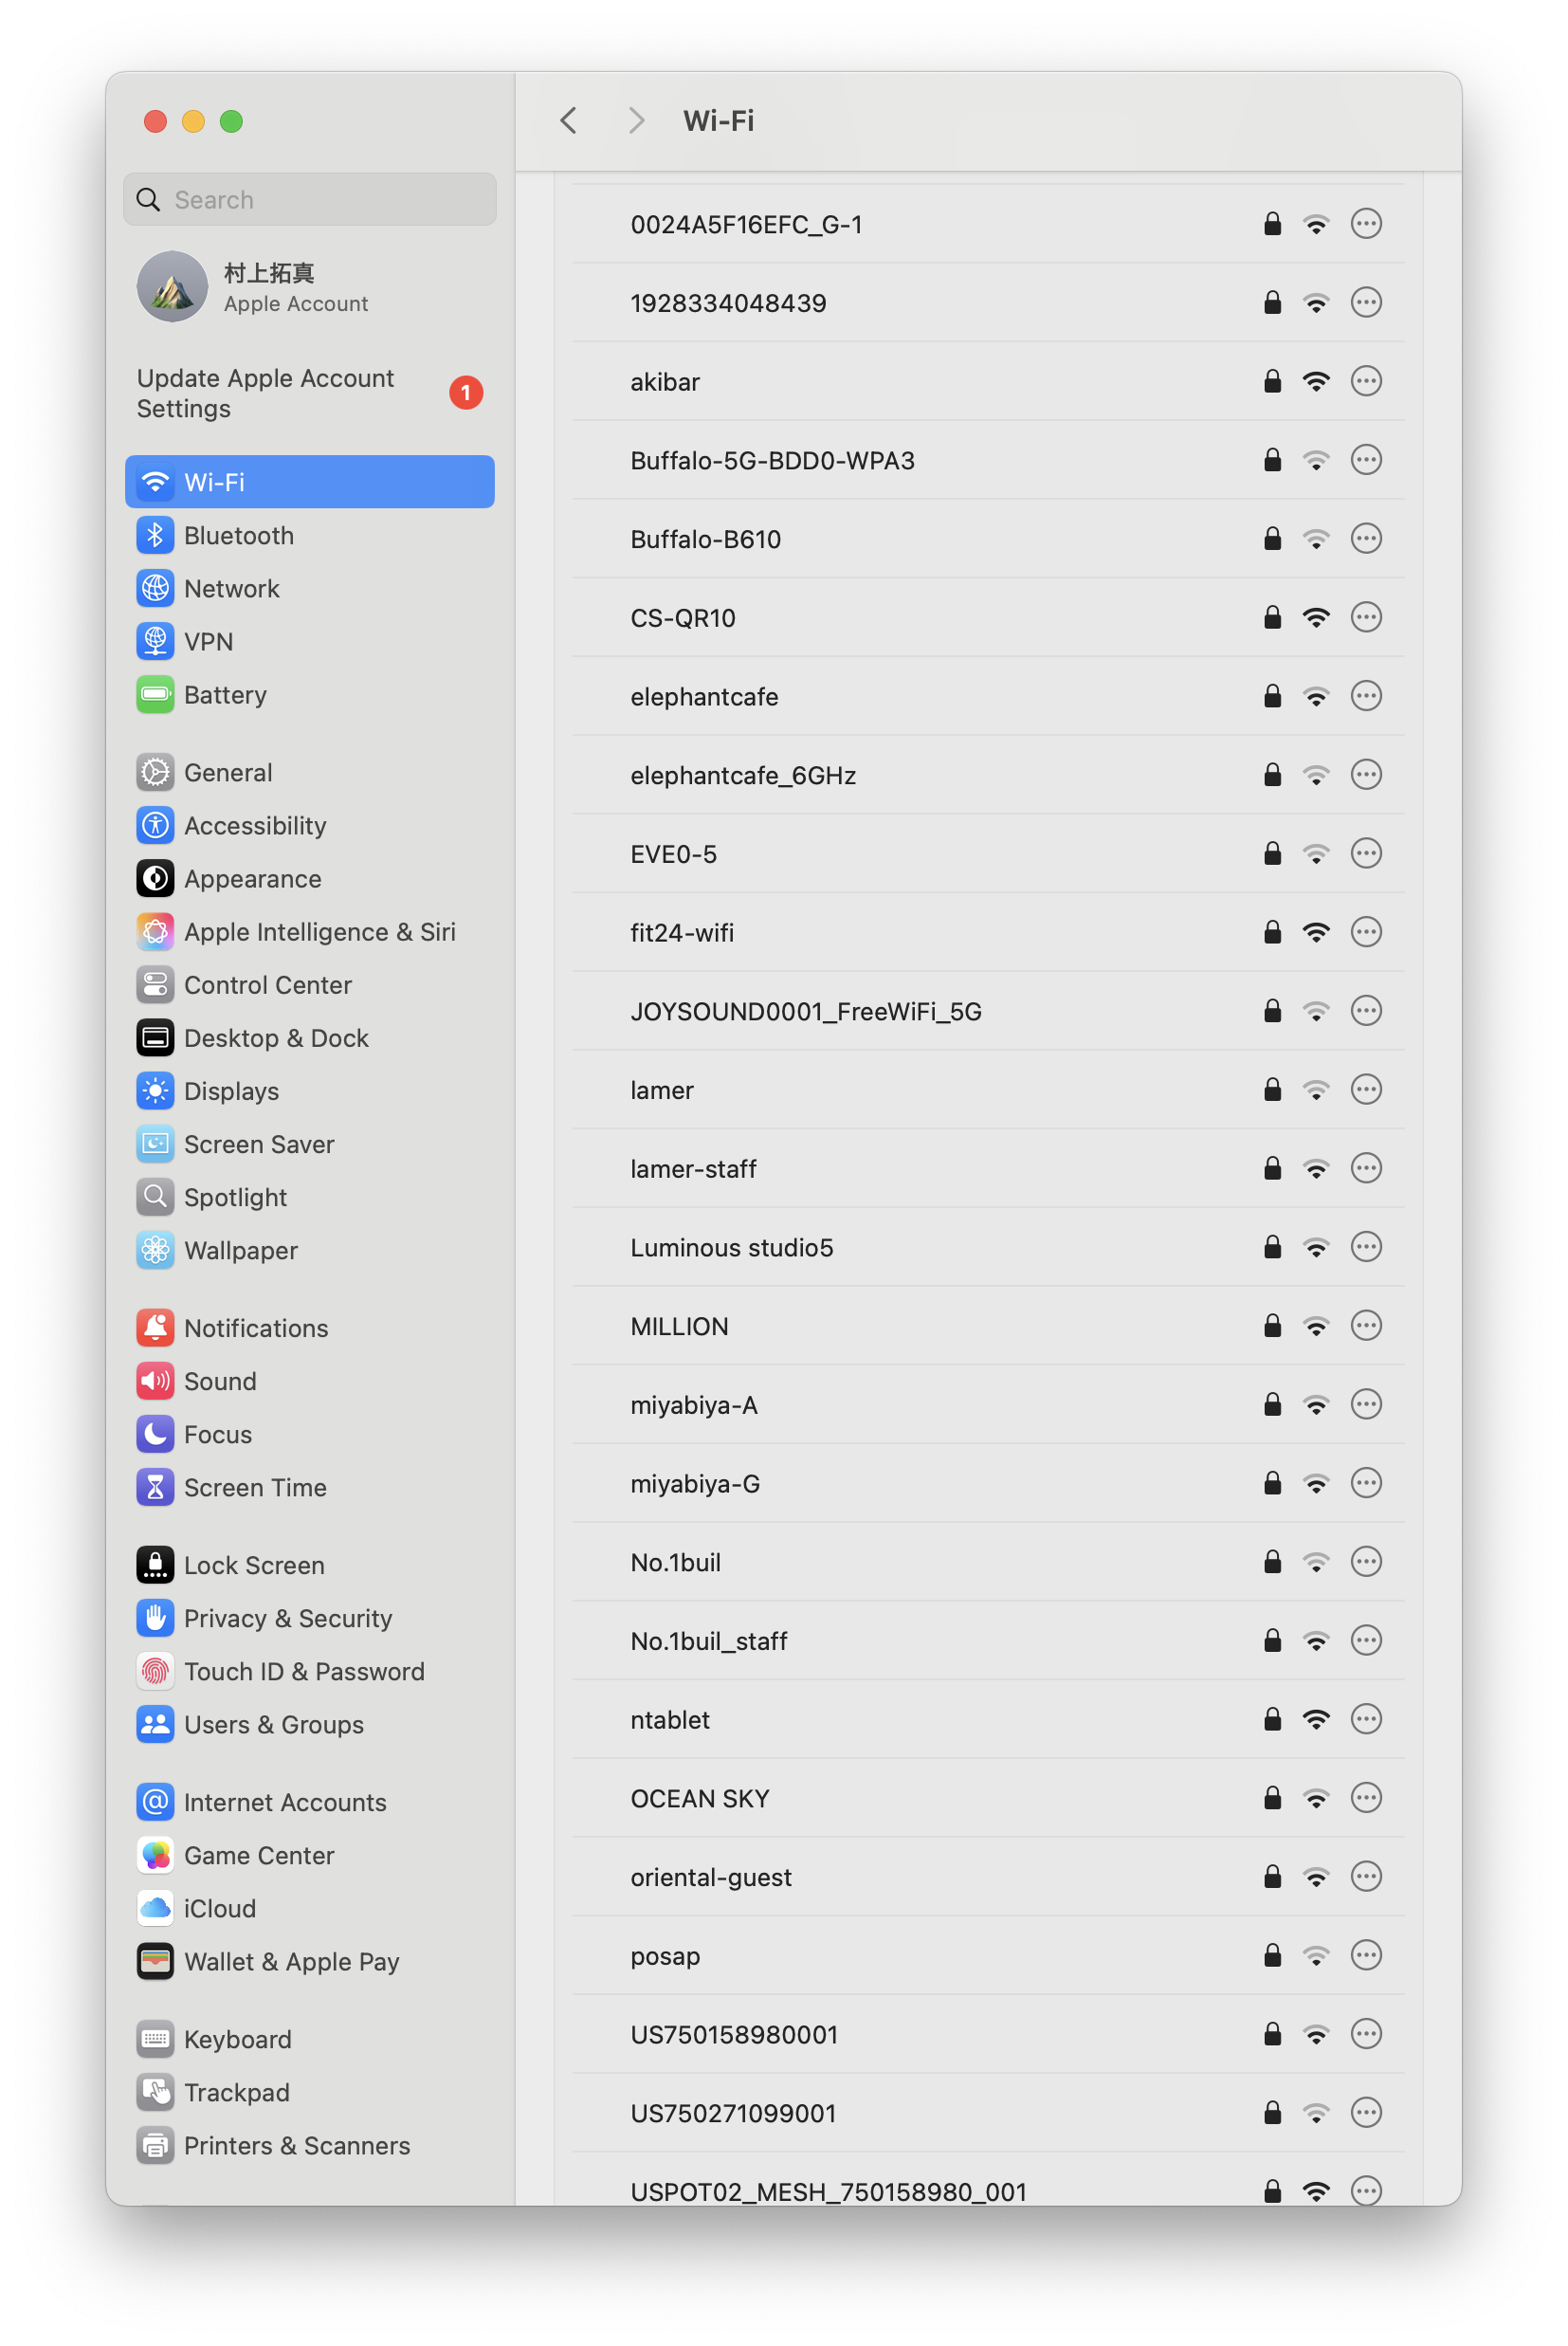 Wi-Fi
Search
村上拓真
Apple Account
Update Apple Account
Settings
1
Wi-Fi
Bluetooth
Network
VPN
Battery
General
Accessibility
Appearance
Apple Intelligence & Siri
Control Center
Desktop & Dock
Displays
Screen Saver
Spotlight
Wallpaper
Notifications
Sound
Focus
Screen Time
Lock Screen
Privacy & Security
Touch ID & Password
Users & Groups
Internet Accounts
Game Center
iCloud
Wallet & Apple Pay
Keyboard
Trackpad
Printers & Scanners
0024A5F16EFC_G-1
1928334048439
akibar
Buffalo-5G-BDD0-WPA3
Buffalo-B610
CS-QR10
elephantcafe
elephantcafe_6GHz
EVE0-5
fit24-wifi
JOYSOUND0001_FreeWiFi_5G
lamer
lamer-staff
Luminous studio5
MILLION
miyabiya-A
miyabiya-G
No.1buil
No.1buil_staff
ntablet
OCEAN SKY
oriental-guest
posap
US750158980001
US750271099001
USPOT02_MESH_750158980_001